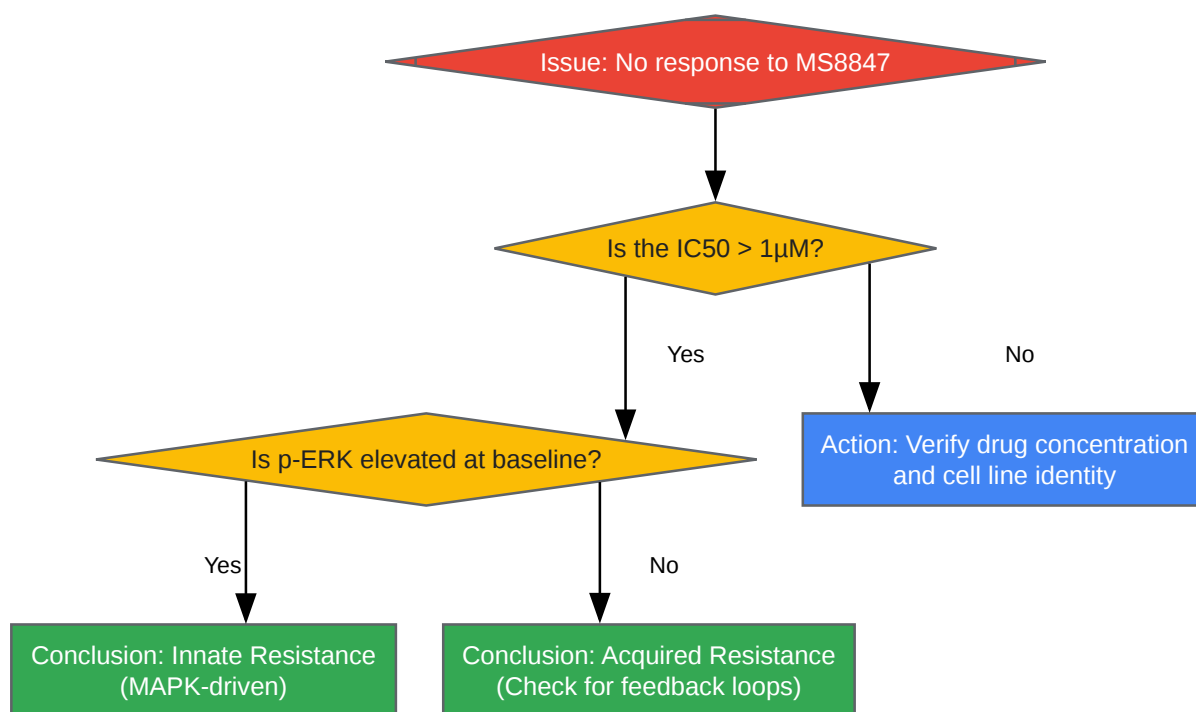 Issue: No response to MS8847
Is the IC50 > 1µM?
Yes
No
Is p-ERK elevated at baseline?
Action: Verify drug concentration
and cell line identity
Yes
No
Conclusion: Innate Resistance
(MAPK-driven)
Conclusion: Acquired Resistance
(Check for feedback loops)